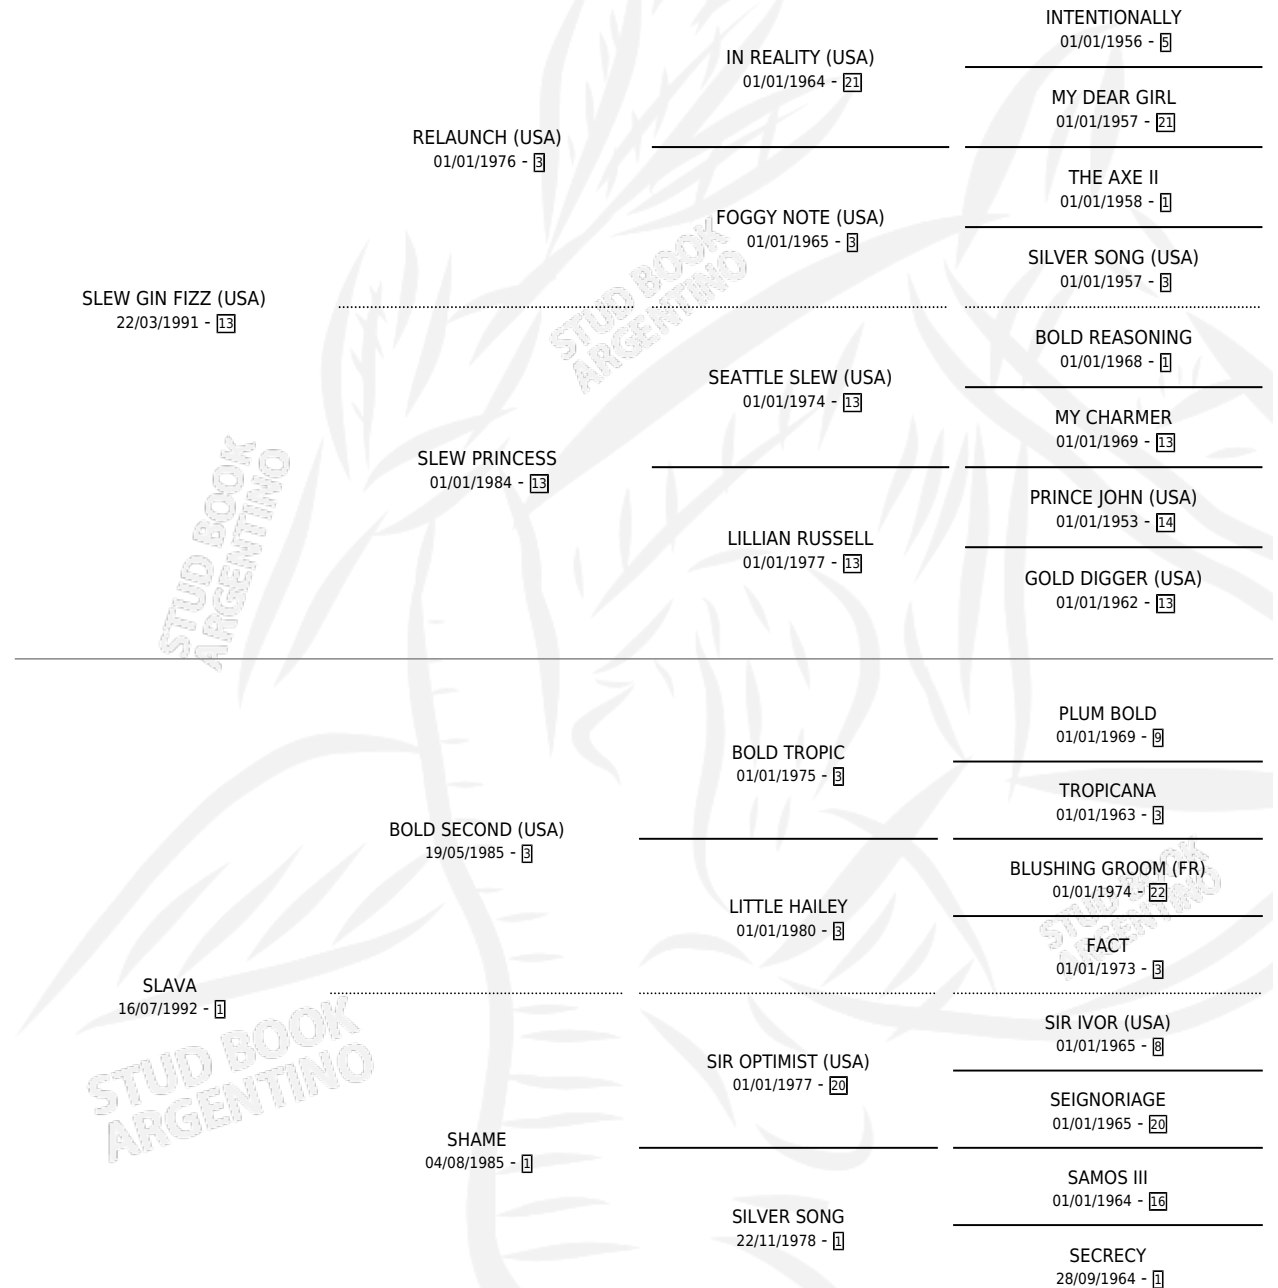 INTENTIONALLY
01/01/1956 - 5
IN REALITY (USA)
01/01/1964 - 21
MY DEAR GIRL
01/01/1957 - 21
RELAUNCH (USA)
01/01/1976 - 3
THE AXE II
01/01/1958 - 1
FOGGY NOTE (USA)
01/01/1965 - 3
SILVER SONG (USA)
01/01/1957 - 3
SLEW GIN FIZZ (USA)
22/03/1991 - 13
STUD BOOK
ARGENTINO
BOLD REASONING
01/01/1968 - 1
SEATTLE SLEW (USA)
01/01/1974 - 13
MY CHARMER
01/01/1969 - 13
SLEW PRINCESS
01/01/1984 - 13
PRINCE JOHN (USA)
01/01/1953 - 14
LILLIAN RUSSELL
01/01/1977 - 13
GOLD DIGGER (USA)
01/01/1962 - 13
STUD BOOK
ARGENTINO
PLUM BOLD
01/01/1969 - 9
BOLD TROPIC
01/01/1975 - 3
TROPICANA
01/01/1963 - 3
BOLD SECOND (USA)
19/05/1985 - 3
BLUSHING GROOM (FR)
01/01/1974 - 22
LITTLE HAILEY
01/01/1980 - 3
STUD BOOK
ARGENTINO
FACT
01/01/1973 - 3
SLAVA
16/07/1992 - 1
SIR IVOR (USA)
01/01/1965 - 8
SIR OPTIMIST (USA)
01/01/1977 - 20
STUD BOOK
ARGENTINO
SEIGNORIAGE
01/01/1965 - 20
SHAME
04/08/1985 - 1
SAMOS III
01/01/1964 - 16
SILVER SONG
22/11/1978 - 1
SECRECY
28/09/1964 - 1